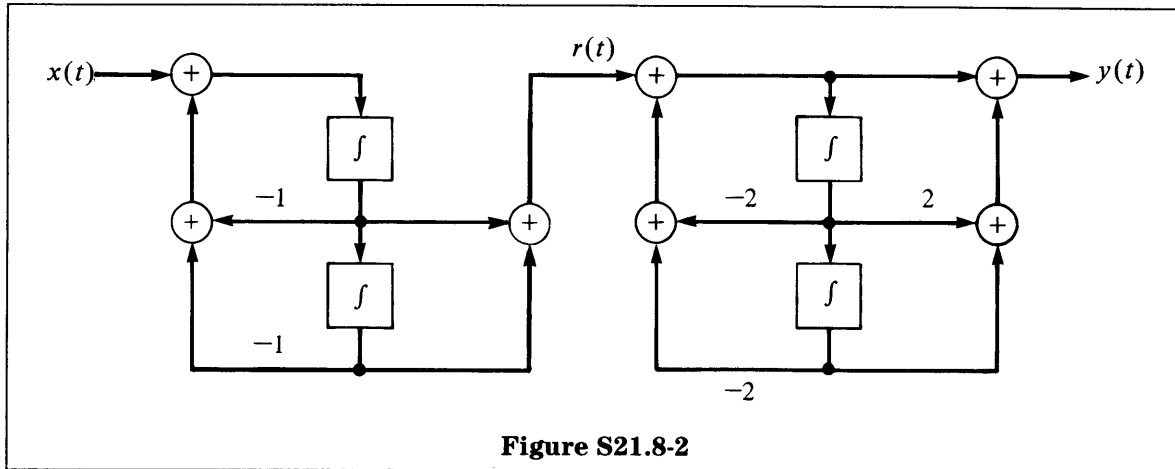 r(t)
x(t) + + + y(t)
∫ ∫
−1 −2 2
+ + + +
∫ ∫
−1
−2
Figure S21.8-2